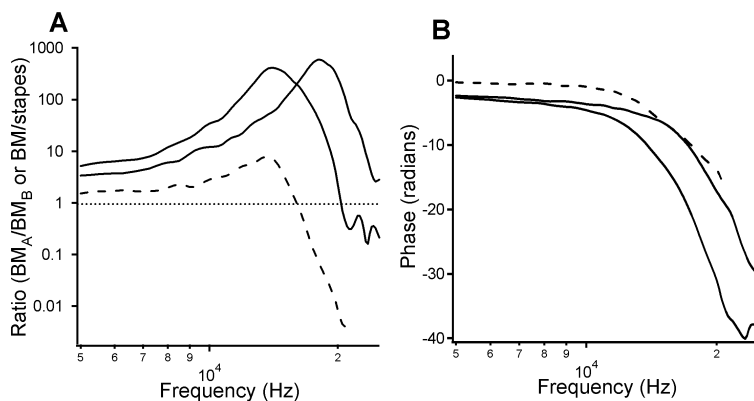 A
Ratio (BM_A/BM_B or BM/stapes)
1000
100
10
1
0.1
0.01
5 6 7 8 9 10^4 2
Frequency (Hz)
B
Phase (radians)
0
-10
-20
-30
-40
5 6 7 8 9 10^4 2
Frequency (Hz)